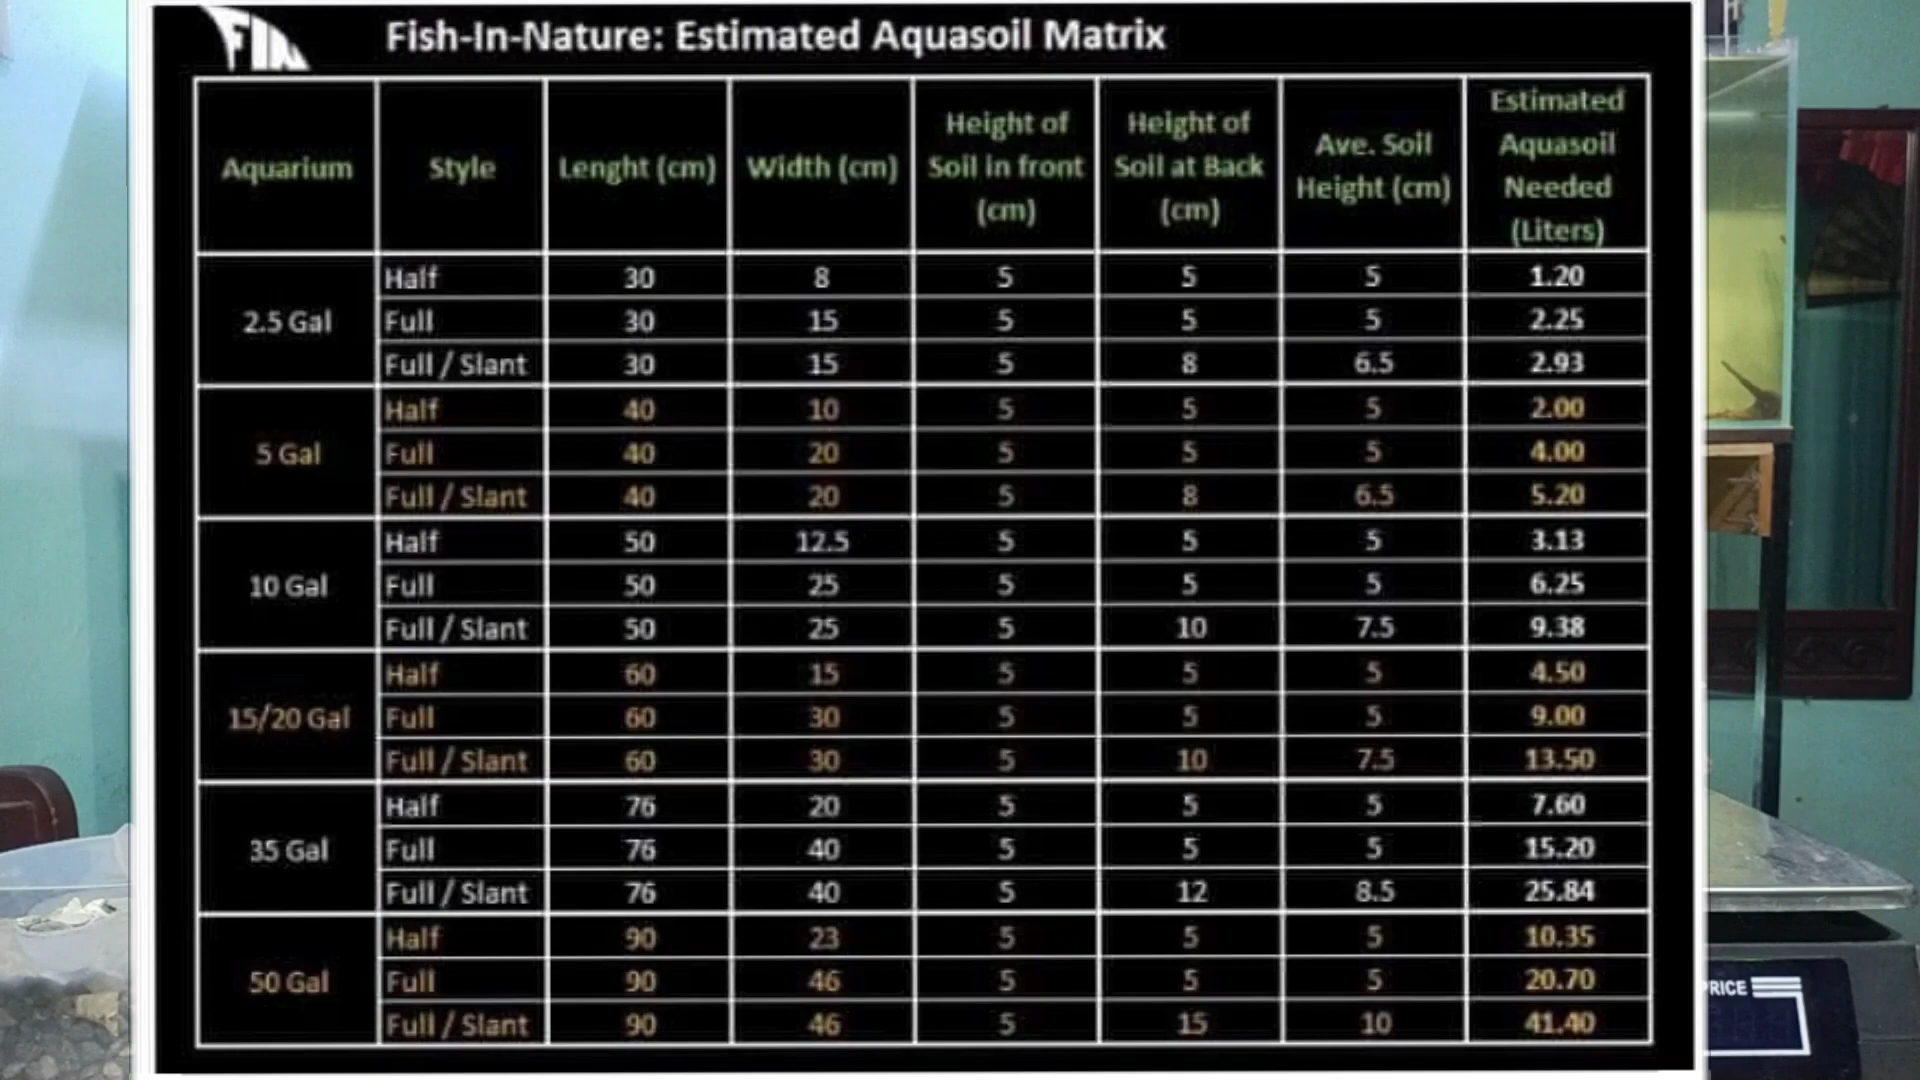 FIN
Fish-In-Nature: Estimated Aquasoil Matrix
Aquarium Style Lenght (cm) Width (cm) Height of Soil in front (cm) Height of Soil at Back (cm) Ave. Soil Height (cm) Estimated Aquasoil Needed (Liters)
2.5 Gal
Half 30 8 5 5 5 1.20
Full 30 15 5 5 5 2.25
Full / Slant 30 15 5 8 6.5 2.93
5 Gal
Half 40 10 5 5 5 2.00
Full 40 20 5 5 5 4.00
Full / Slant 40 20 5 8 6.5 5.20
10 Gal
Half 50 12.5 5 5 5 3.13
Full 50 25 5 5 5 6.25
Full / Slant 50 25 5 10 7.5 9.38
15/20 Gal
Half 60 15 5 5 5 4.50
Full 60 30 5 5 5 9.00
Full / Slant 60 30 5 10 7.5 13.50
35 Gal
Half 76 20 5 5 5 7.60
Full 76 40 5 5 5 15.20
Full / Slant 76 40 5 12 8.5 25.84
50 Gal
Half 90 23 5 5 5 10.35
Full 90 46 5 5 5 20.70
Full / Slant 90 46 5 15 10 41.40
PRICE